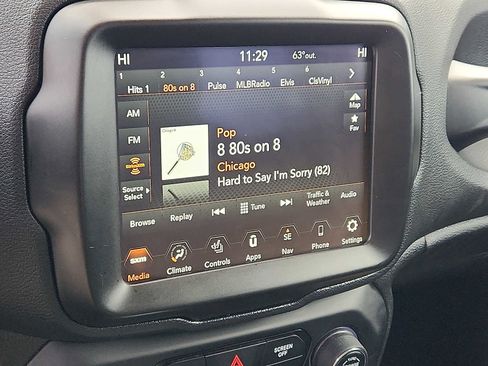 HI 11:29 63°out. HI
1 2 3 4 5 6
Hits 1 80s on 8 Pulse MLBRadio Elvis ClsVinyl
AM
FM
Source
Select
Map
Fav
Pop
8 80s on 8
Chicago
Hard to Say I'm Sorry (82)
Browse Replay Tune Traffic & Weather Audio
SXM SE
Media Climate Controls Apps Nav Phone Settings
SCREEN
OFF